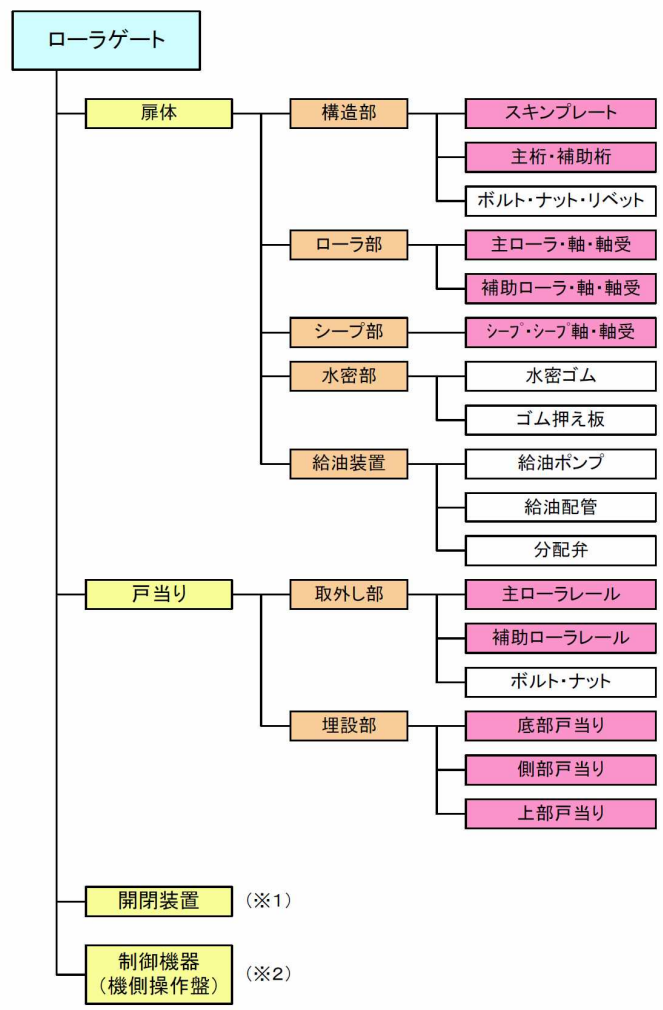 ローラゲート
扉体
構造部
スキンプレート
主桁・補助桁
ボルト・ナット・リベット
ローラ部
主ローラ・軸・軸受
補助ローラ・軸・軸受
シーブ部
シーブ・シーブ軸・軸受
水密部
水密ゴム
ゴム押え板
給油装置
給油ポンプ
給油配管
分配弁
戸当り
取外し部
主ローラレール
補助ローラレール
ボルト・ナット
埋設部
底部戸当り
側部戸当り
上部戸当り
開閉装置 (※1)
制御機器
(機側操作盤) (※2)